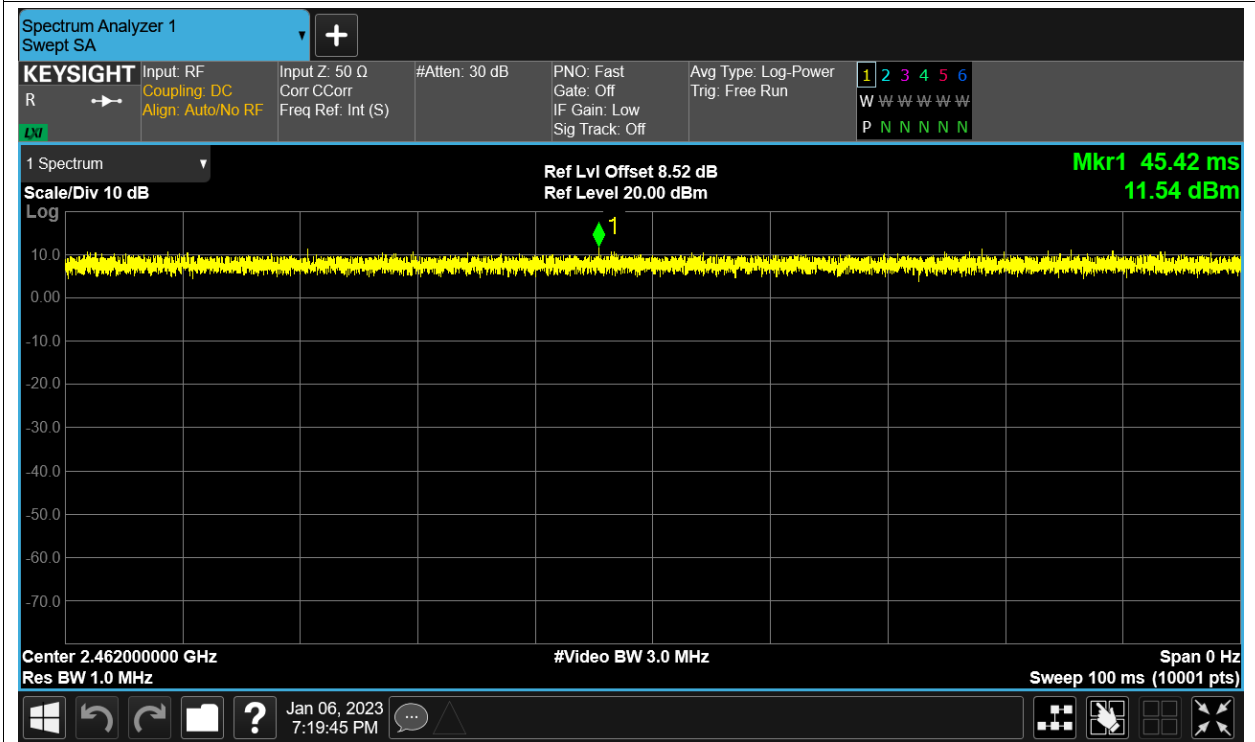 Spectrum Analyzer 1
Swept SA
+
KEYSIGHT Input: RF Input Z: 50 Ω #Atten: 30 dB PNO: Fast Avg Type: Log-Power 1 2 3 4 5 6
R Coupling: DC Corr CCorr Gate: Off Trig: Free Run W W W W W W
Align: Auto/No RF Freq Ref: Int (S) IF Gain: Low
LXI Sig Track: Off P N N N N N
1 Spectrum Ref Lvl Offset 8.52 dB Mkr1 45.42 ms
Scale/Div 10 dB Ref Level 20.00 dBm 11.54 dBm
Log
1
10.0
0.00
-10.0
-20.0
-30.0
-40.0
-50.0
-60.0
-70.0
Center 2.462000000 GHz #Video BW 3.0 MHz Span 0 Hz
Res BW 1.0 MHz Sweep 100 ms (10001 pts)
? Jan 06, 2023
7:19:45 PM